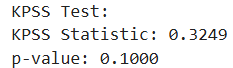 KPSS Test:
KPSS Statistic: 0.3249
p-value: 0.1000